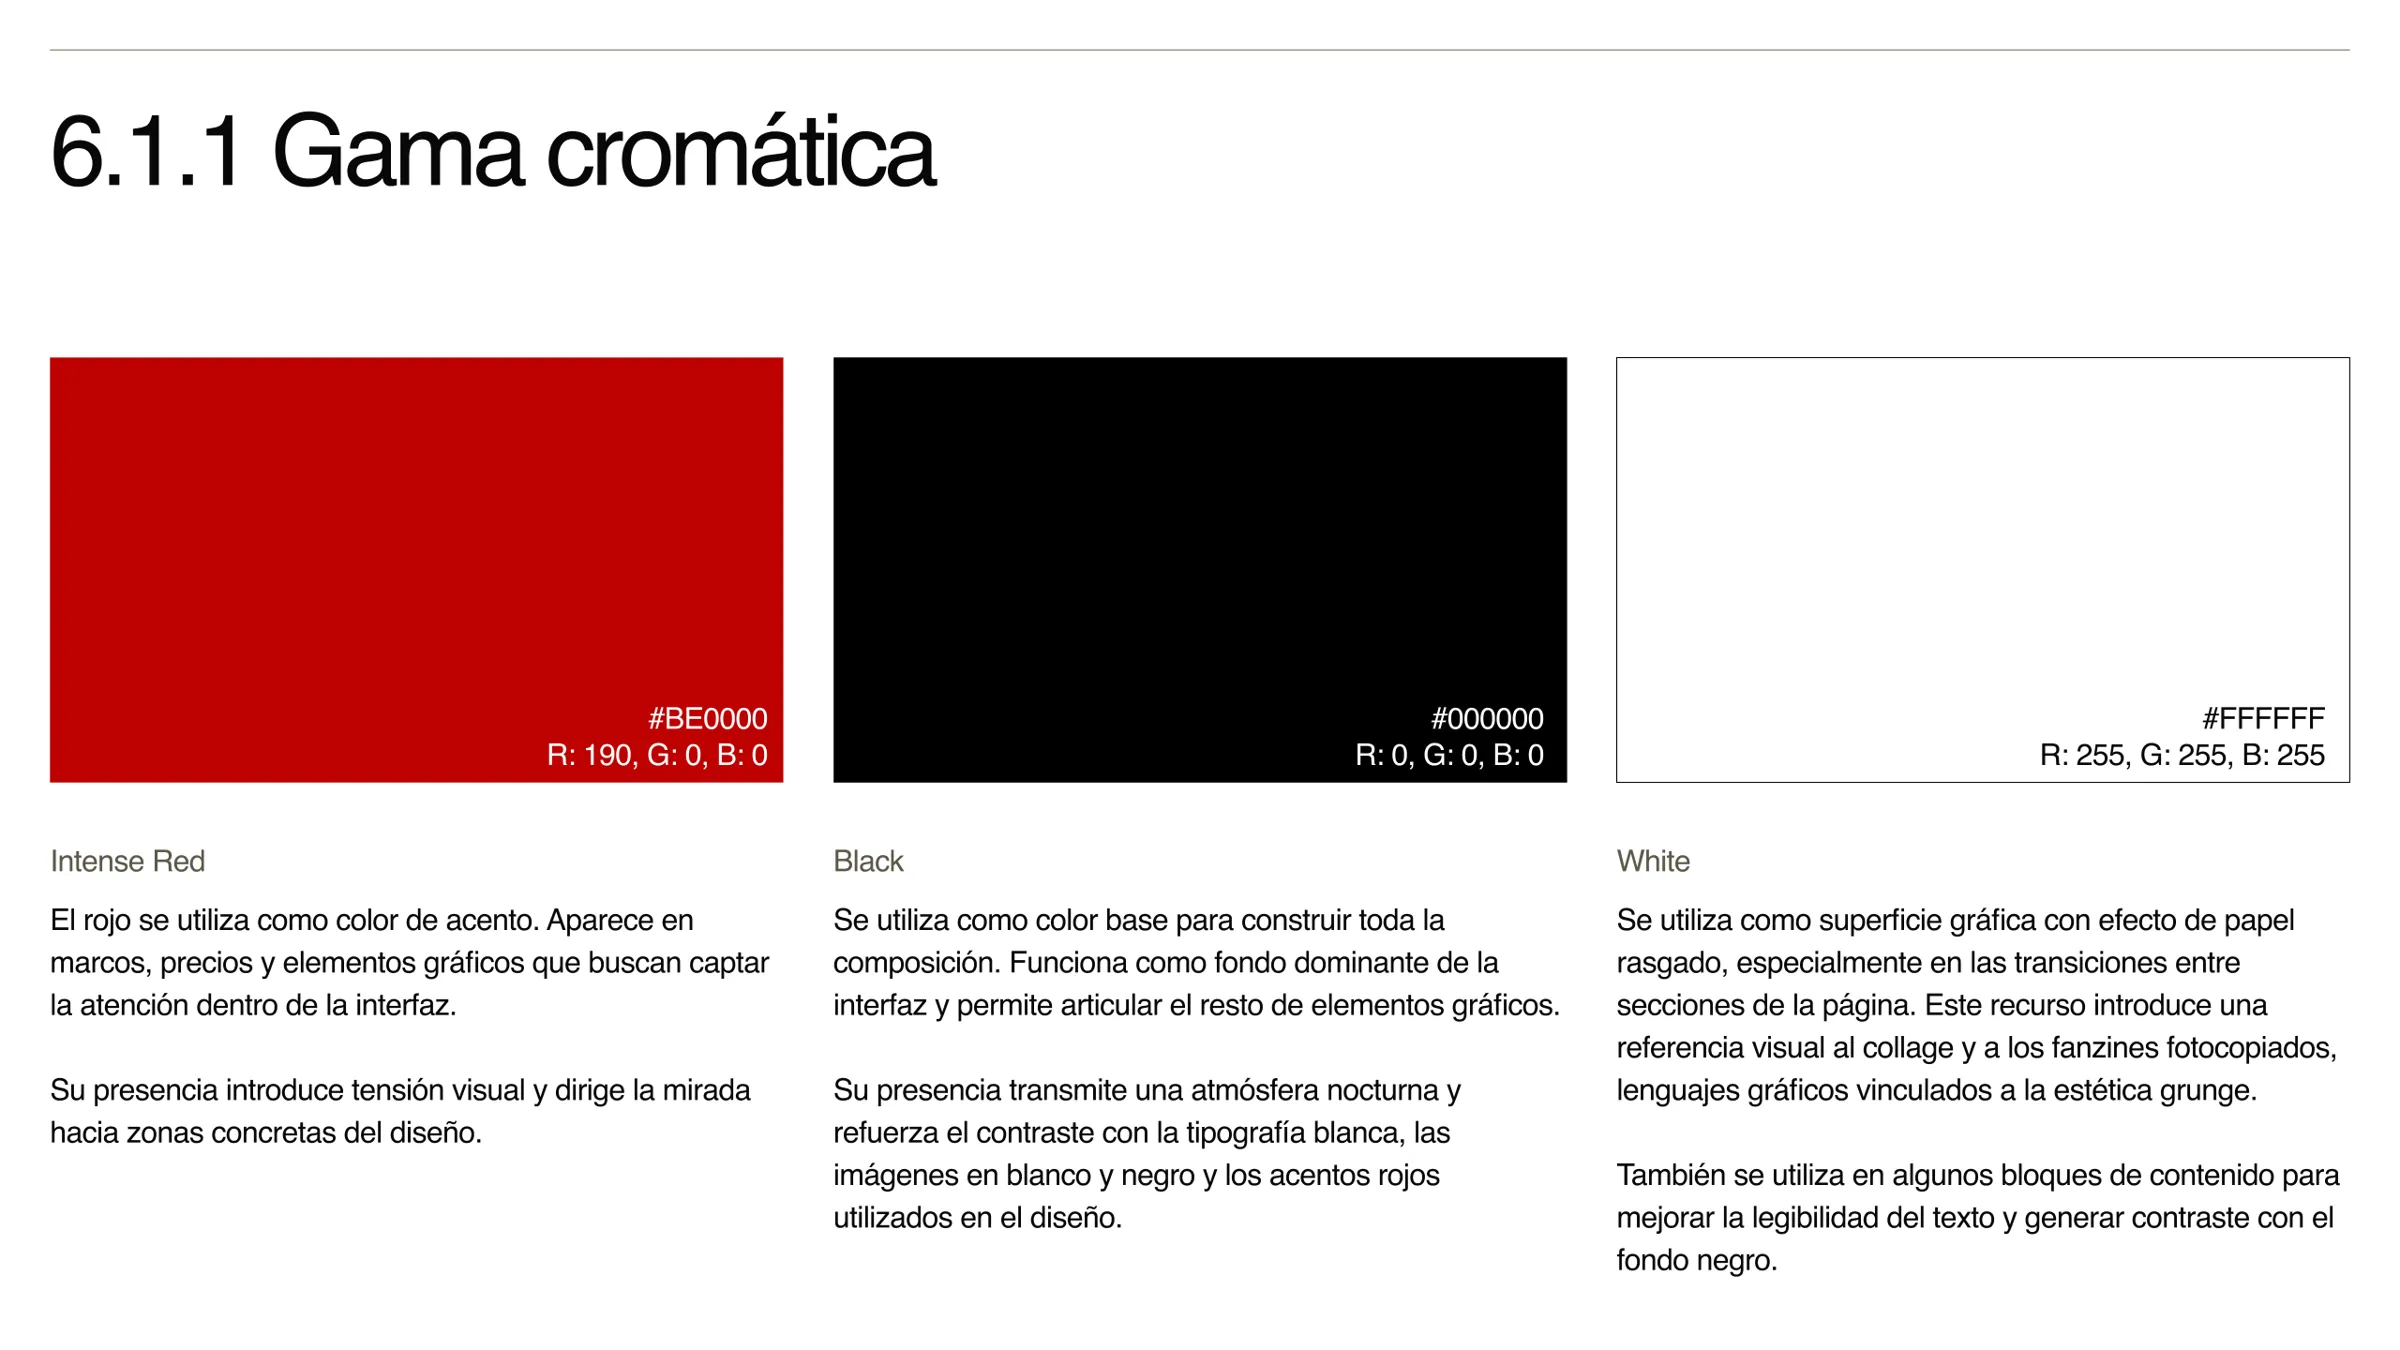 6.1.1 Gama cromática
#BE0000
R: 190, G: 0, B: 0
#000000
R: 0, G: 0, B: 0
#FFFFFF
R: 255, G: 255, B: 255
Intense Red
El rojo se utiliza como color de acento. Aparece en
marcos, precios y elementos gráficos que buscan captar
la atención dentro de la interfaz.
Su presencia introduce tensión visual y dirige la mirada
hacia zonas concretas del diseño.
Black
Se utiliza como color base para construir toda la
composición. Funciona como fondo dominante de la
interfaz y permite articular el resto de elementos gráficos.
Su presencia transmite una atmósfera nocturna y
refuerza el contraste con la tipografía blanca, las
imágenes en blanco y negro y los acentos rojos
utilizados en el diseño.
White
Se utiliza como superficie gráfica con efecto de papel
rasgado, especialmente en las transiciones entre
secciones de la página. Este recurso introduce una
referencia visual al collage y a los fanzines fotocopiados,
lenguajes gráficos vinculados a la estética grunge.
También se utiliza en algunos bloques de contenido para
mejorar la legibilidad del texto y generar contraste con el
fondo negro.